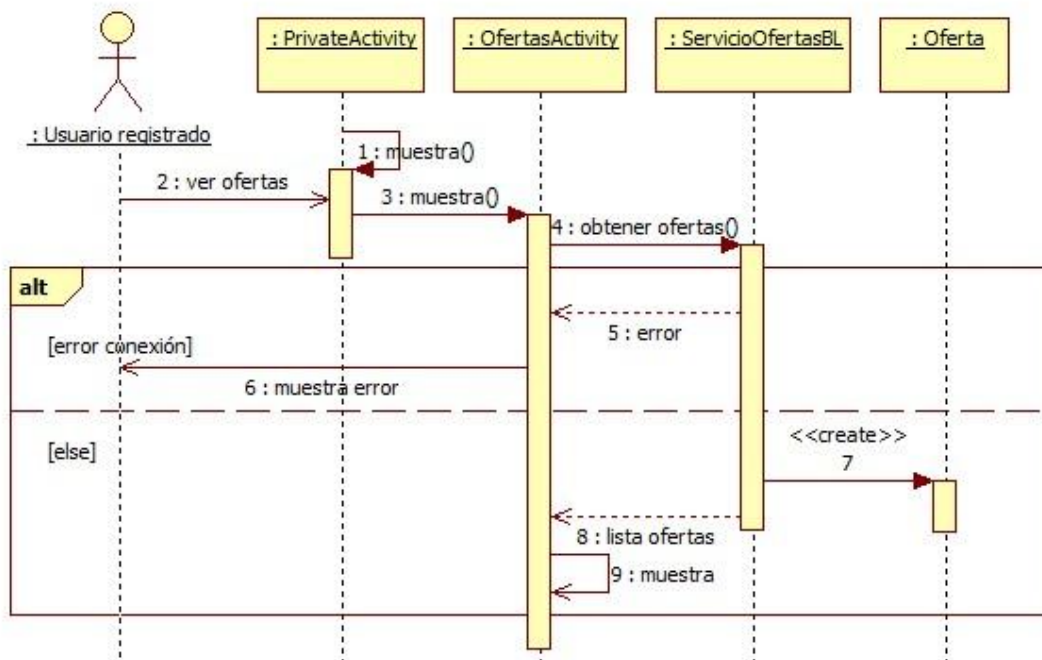 : PrivateActivity
: OfertasActivity
: ServicioOfertasBL
: Oferta
: Usuario registrado
1 : muestra()
2 : ver ofertas
3 : muestra()
4 : obtener ofertas()
alt
5 : error
[error conexión]
6 : muestra error
[else]
<<create>>
7
8 : lista ofertas
9 : muestra